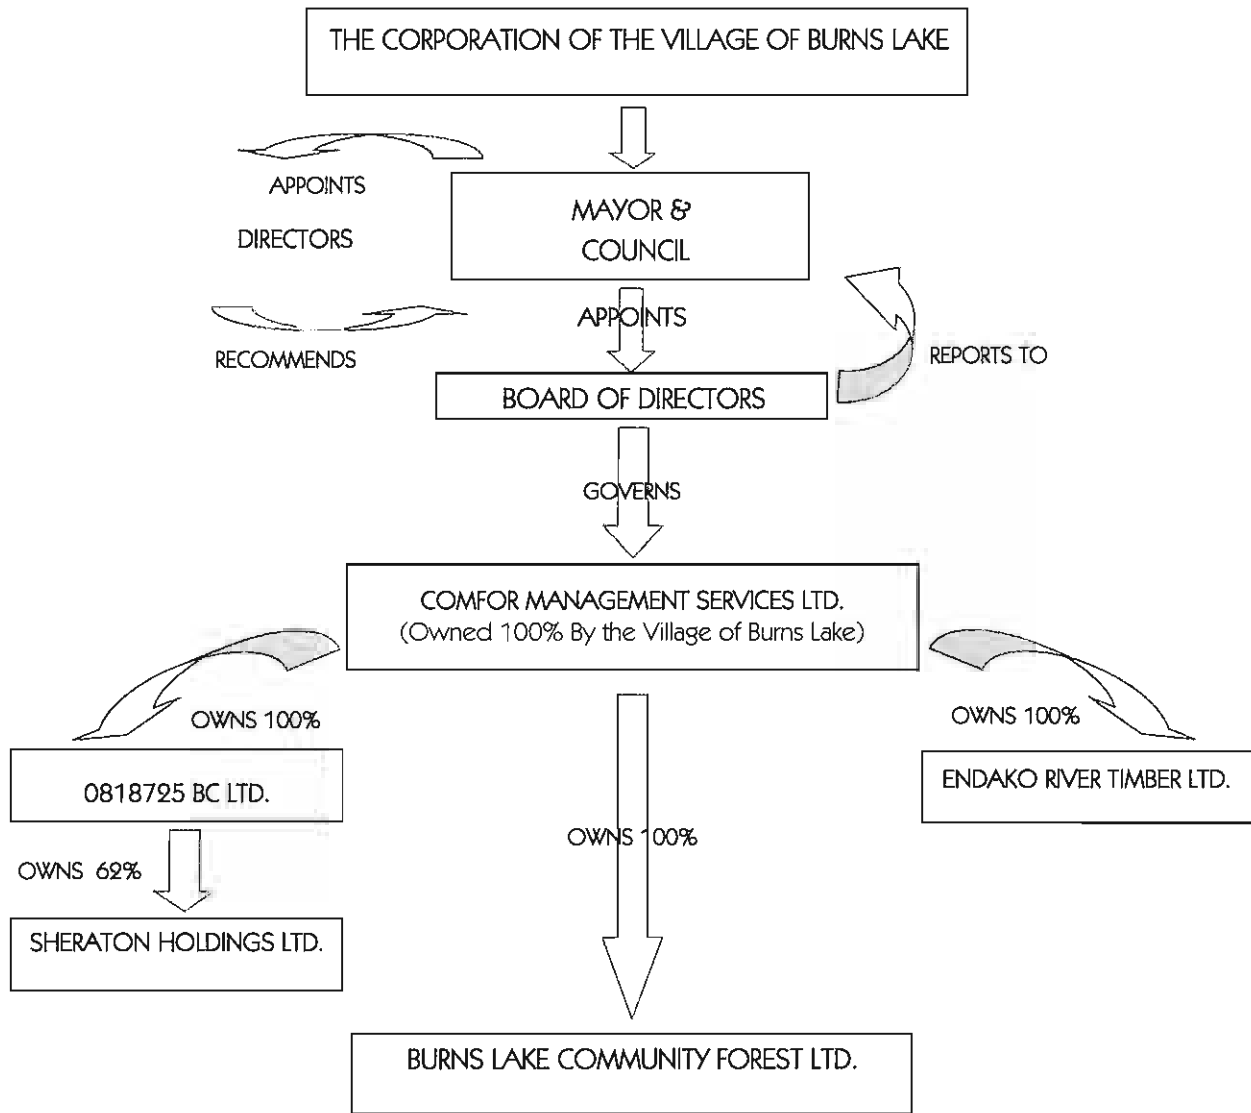 THE CORPORATION OF THE VILLAGE OF BURNS LAKE
APPOINTS
DIRECTORS
MAYOR &
COUNCIL
RECOMMENDS
APPOINTS
REPORTS TO
BOARD OF DIRECTORS
GOVERNS
COMFOR MANAGEMENT SERVICES LTD.
(Owned 100% By the Village of Burns Lake)
OWNS 100%
OWNS 100%
0818725 BC LTD.
ENDAKO RIVER TIMBER LTD.
OWNS 100%
OWNS 62%
SHERATON HOLDINGS LTD.
BURNS LAKE COMMUNITY FOREST LTD.